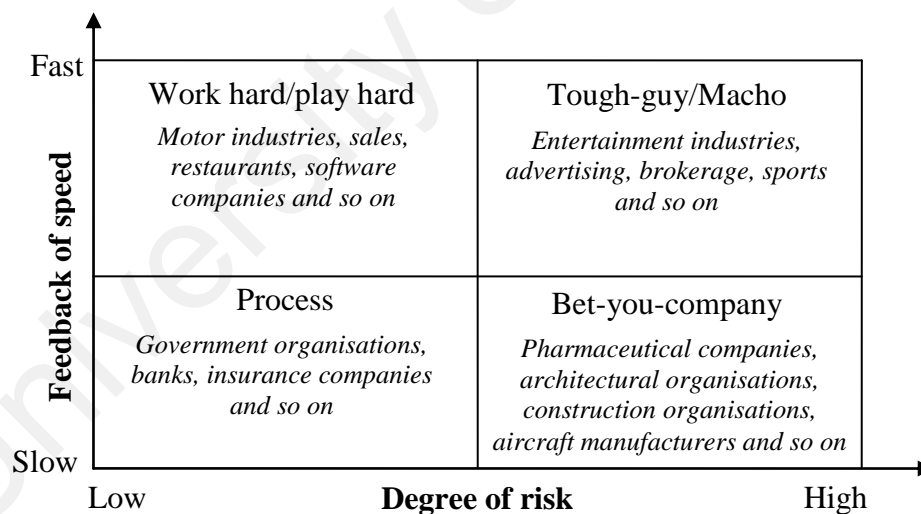 Fast
Work hard/play hard
Motor industries, sales,
restaurants, software
companies and so on
Tough-guy/Macho
Entertainment industries,
advertising, brokerage, sports
and so on
Feedback of speed
Process
Government organisations,
banks, insurance companies
and so on
Bet-you-company
Pharmaceutical companies,
architectural organisations,
construction organisations,
aircraft manufacturers and so on
Slow
Low
Degree of risk
High
University